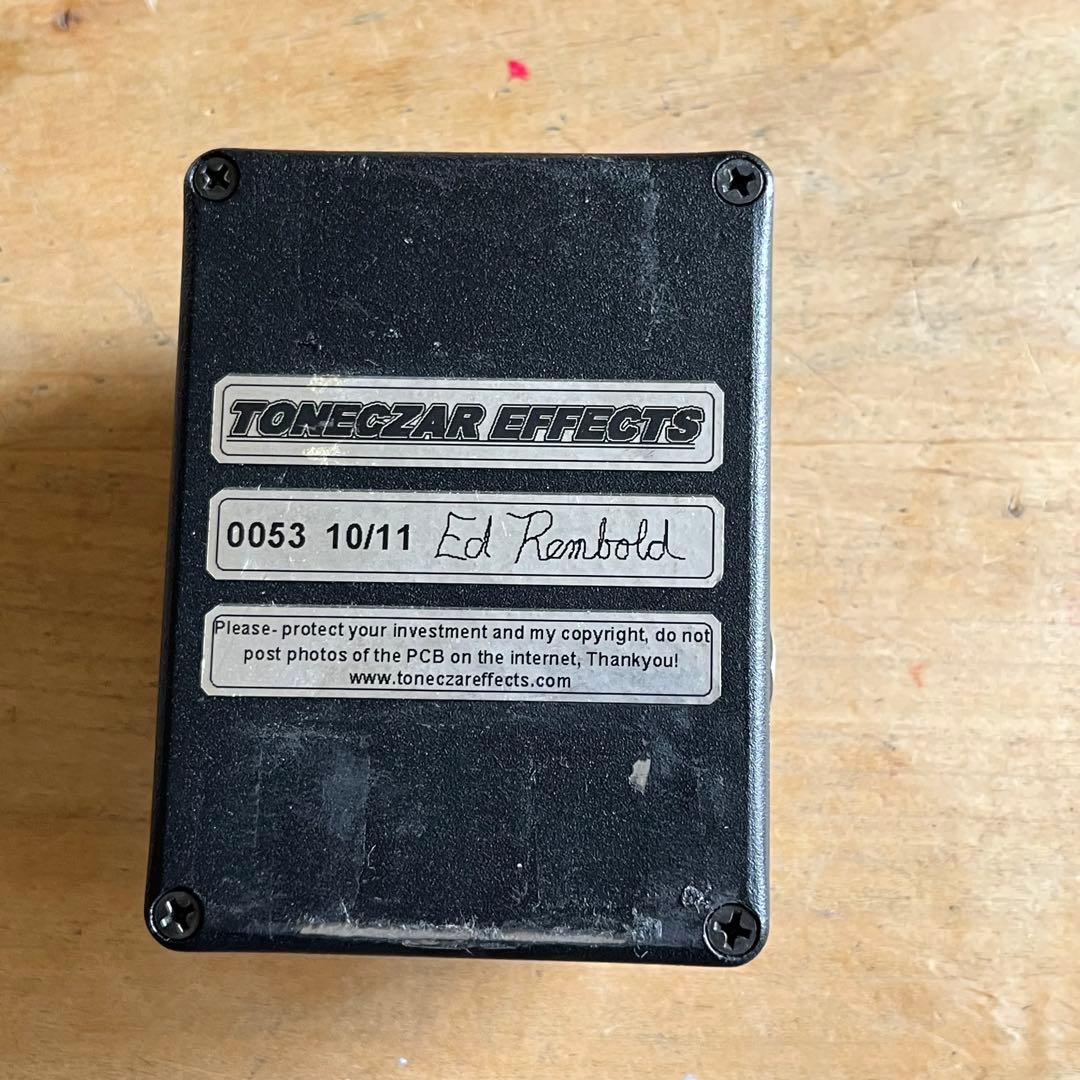 TONECZAR EFFECTS
0053 10/11 Ed Rembold
Please- protect your investment and my copyright, do not
post photos of the PCB on the internet, Thankyou!
www.toneczareffects.com